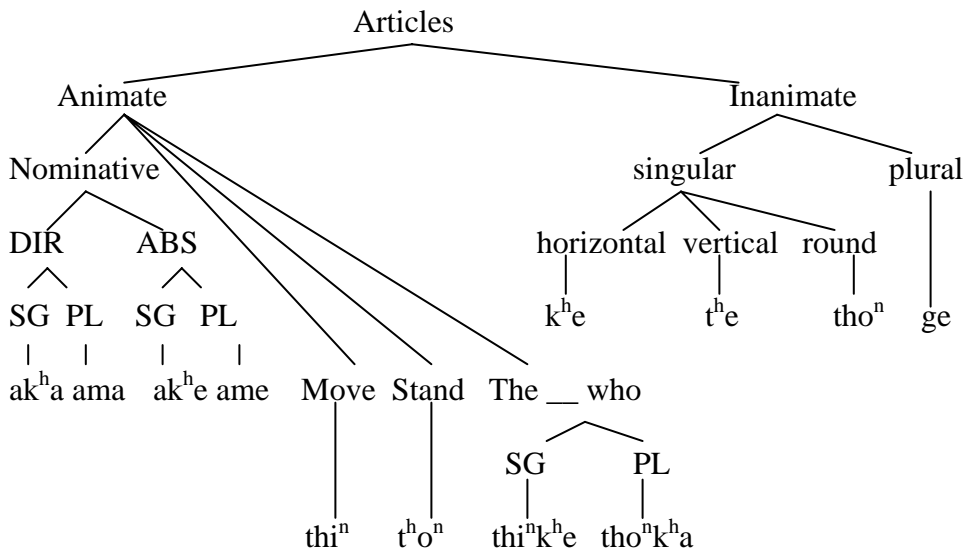 Articles
Animate Inanimate
Nominative singular plural
DIR ABS horizontal vertical round
SG PL SG PL kʰe tʰe thoⁿ ge
akʰa ama akʰe ame Move Stand The __ who
SG PL
thiⁿ tʰoⁿ thiⁿkʰe thoⁿkʰa